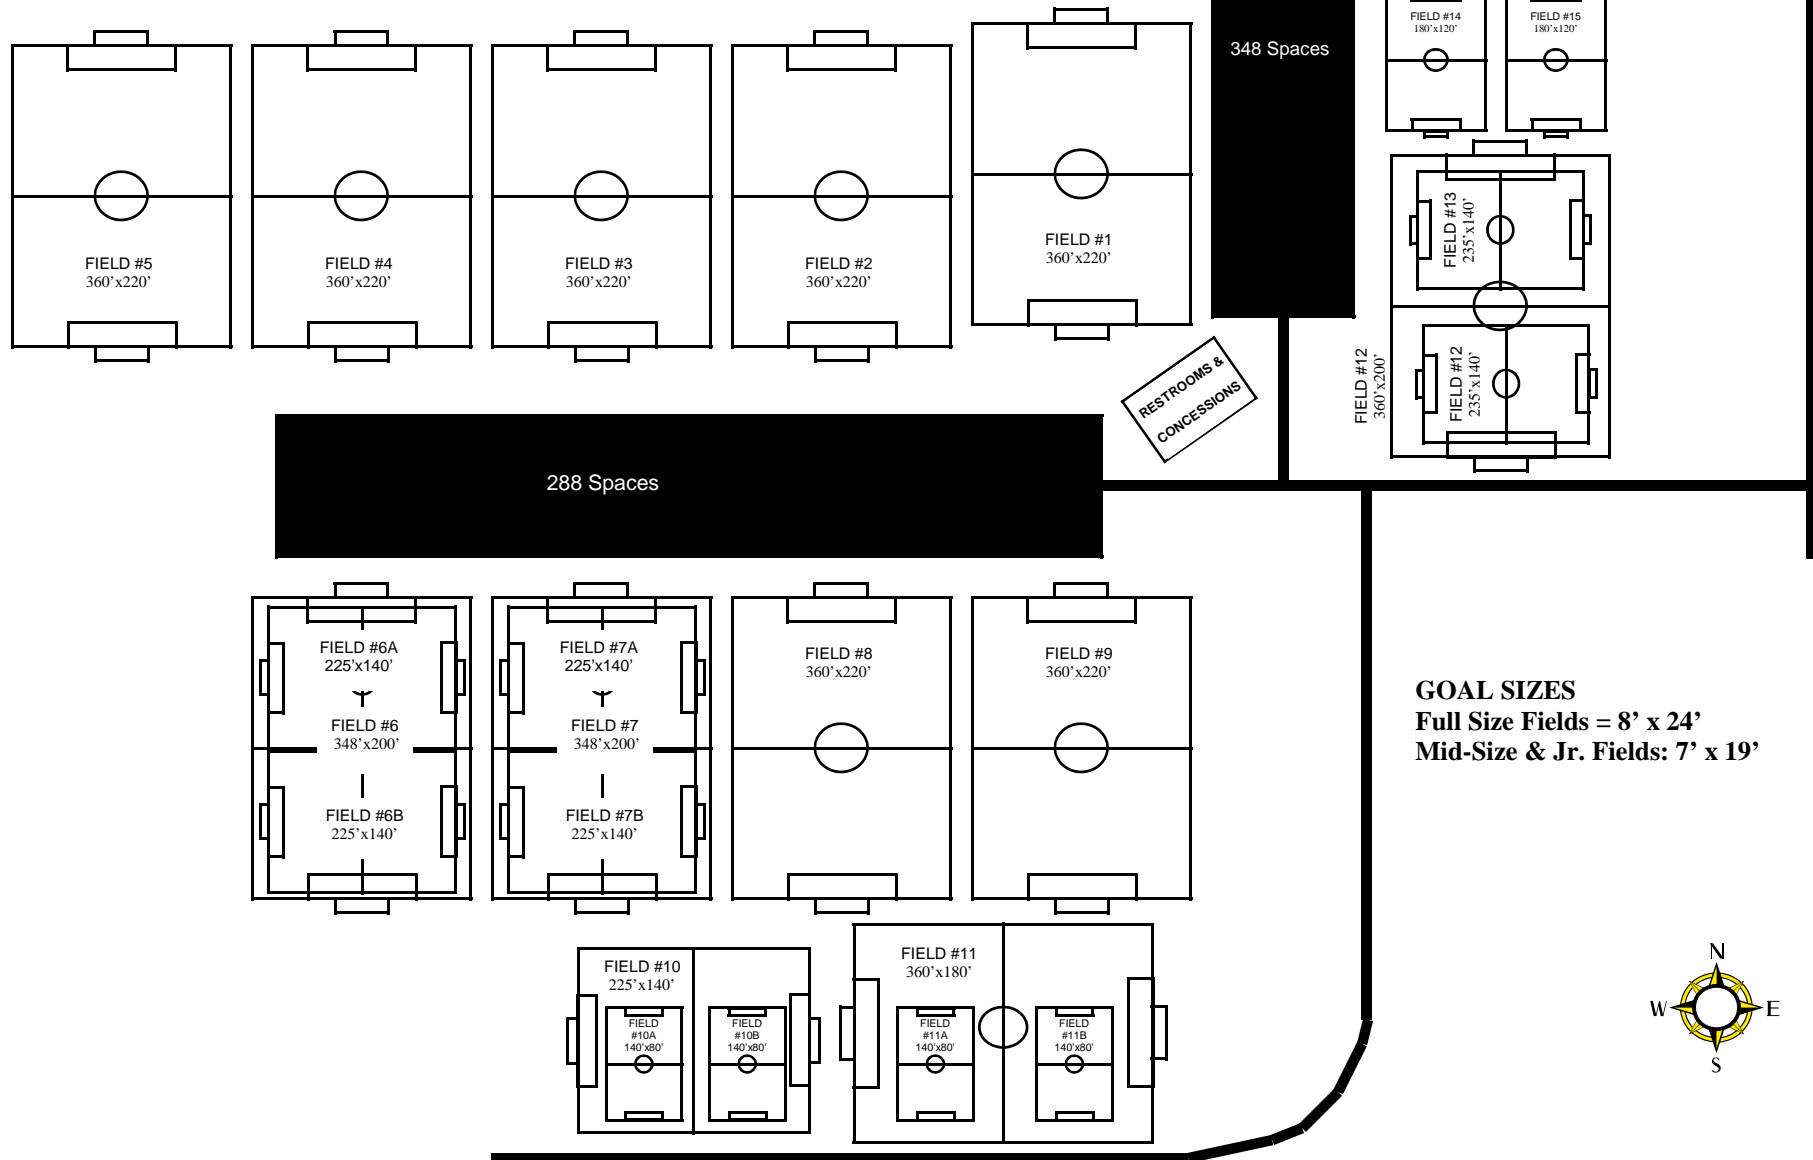 FIELD #14
180'x120'
FIELD #15
180'x120'
348 Spaces
FIELD #5
360’x220’
FIELD #4
360’x220’
FIELD #3
360’x220’
FIELD #2
360’x220’
FIELD #1
360’x220’
FIELD #13
235’x140’
RESTROOMS &
CONCESSIONS
FIELD #12
360’x200’
FIELD #12
235’x140’
288 Spaces
FIELD #6A
225’x140’
FIELD #6
348’x200’
FIELD #6B
225’x140’
FIELD #7A
225’x140’
FIELD #7
348’x200’
FIELD #7B
225’x140’
FIELD #8
360’x220’
FIELD #9
360’x220’
GOAL SIZES
Full Size Fields = 8’ x 24’
Mid-Size & Jr. Fields: 7’ x 19’
FIELD #10
225’x140’
FIELD
#10A
140’x80’
FIELD
#10B
140’x80’
FIELD #11
360’x180’
FIELD
#11A
140’x80’
FIELD
#11B
140’x80’
N
W
E
S